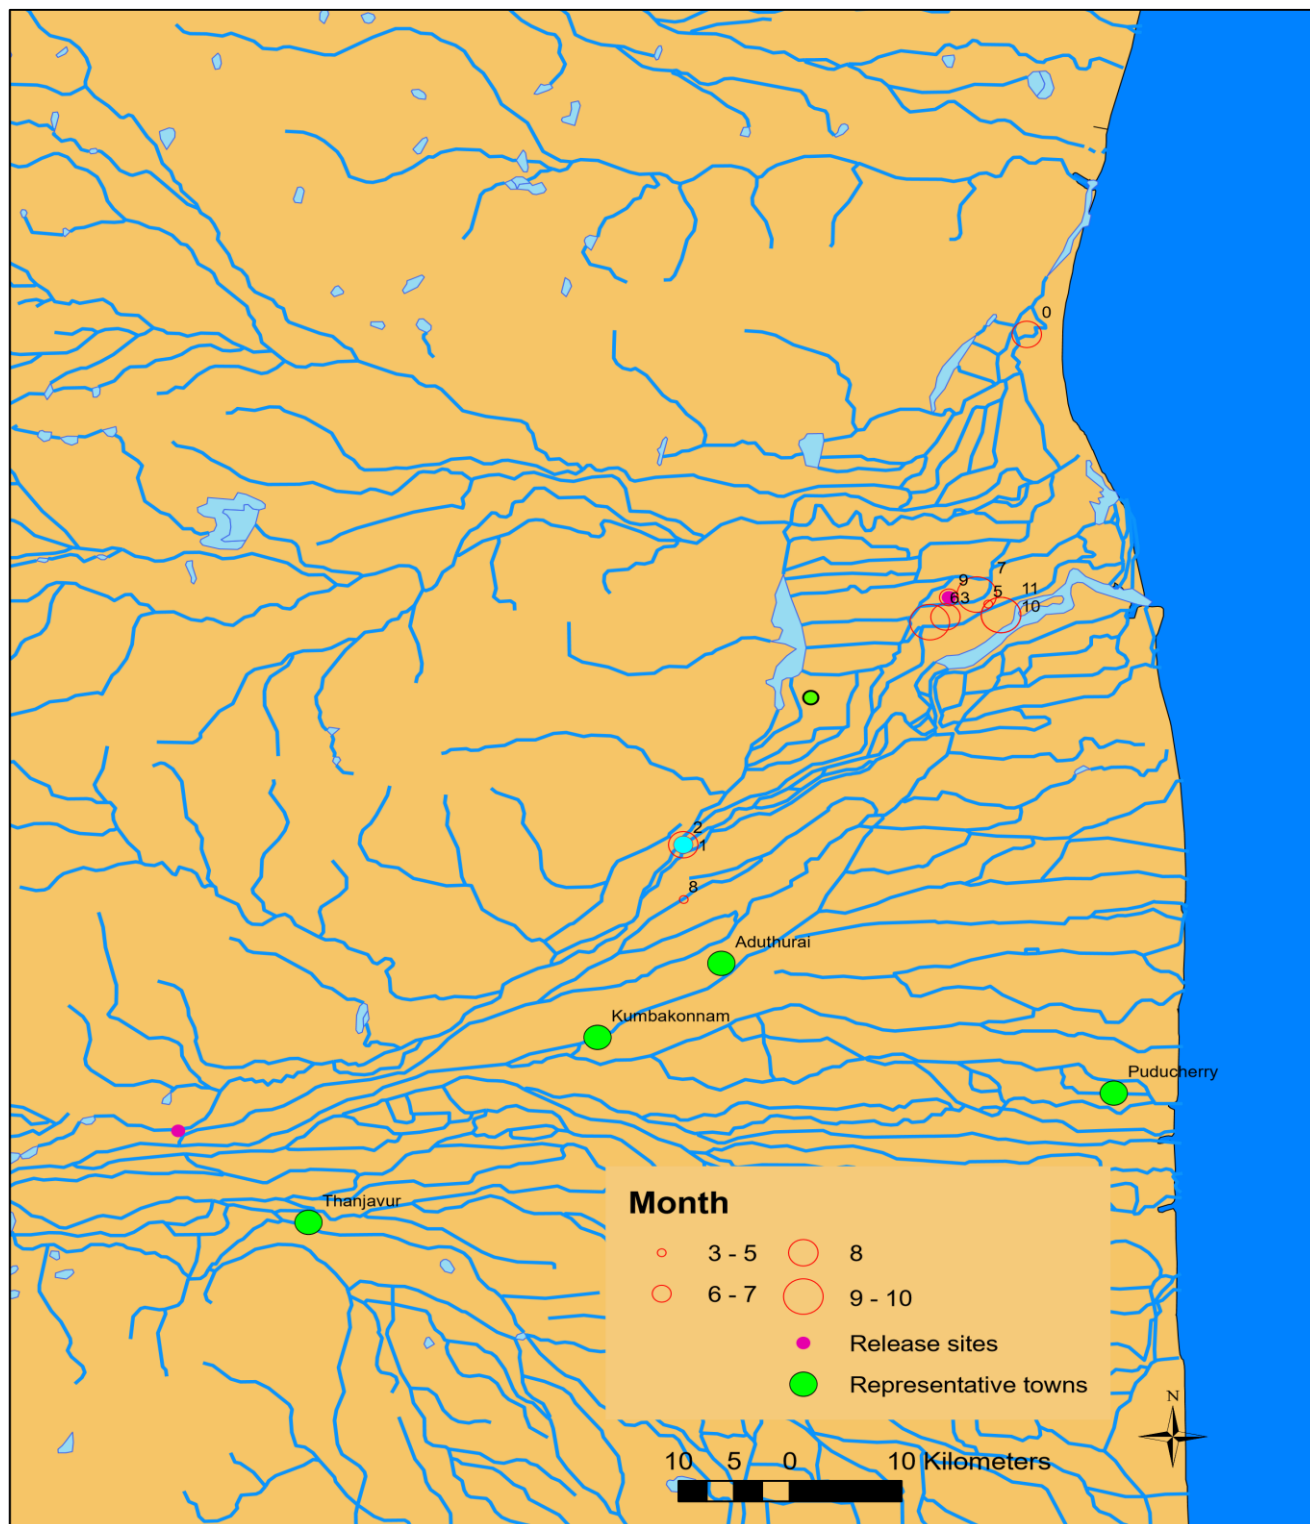 0
7
9
5
11
63
10
2
1
8
Aduthurai
Kumbakonnam
Puducherry
Thanjavur
Month
3 - 5
8
6 - 7
9 - 10
Release sites
Representative towns
N
10 5 0 10 Kilometers